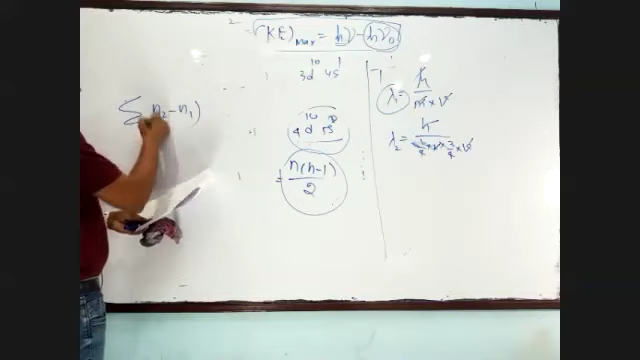 (KE)max = hν - hν₀
3d¹⁰ 4s¹
Σ n₂-n₁)
4d¹⁰ 5s⁰
n(n-1)/2
λ₁ = h/(m×v)
λ₂ = h/